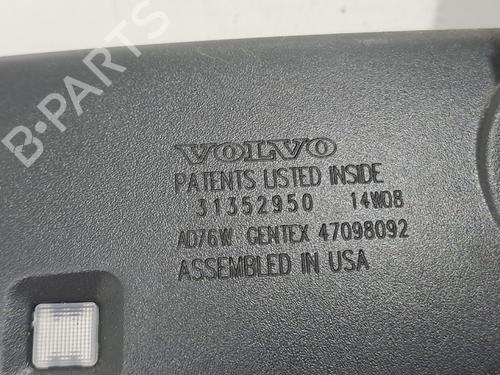 B-PARTS
VOLVO
PATENTS LISTED INSIDE
31352950 14W08
AD76W GENTEX 47098092
ASSEMBLED IN USA